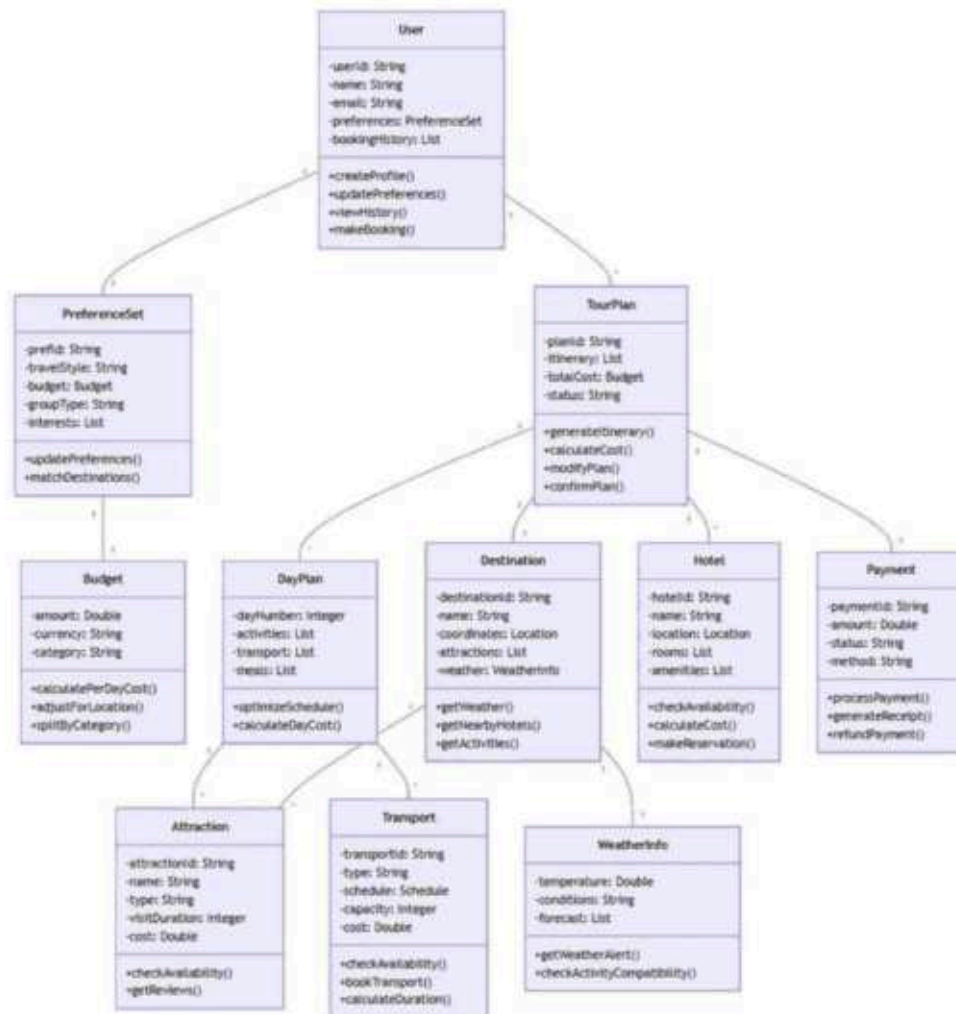 User
-userId: String
-name: String
-email: String
-preferences: PreferenceSet
-bookingHistory: List
+createProfile()
+updatePreferences()
+viewHistory()
+makeBooking()
PreferenceSet
-prefId: String
-travelStyle: String
-budget: Budget
-groupType: String
-interests: List
+updatePreferences()
+matchDestinations()
TourPlan
-planId: String
-itinerary: List
-totalCost: Budget
-status: String
+generateItinerary()
+calculateCost()
+modifyPlan()
+confirmPlan()
Budget
-amount: Double
-currency: String
-category: String
+calculatePerDayCost()
+adjustForLocation()
+splitByCategory()
DayPlan
-dayNumber: Integer
-activities: List
-transport: List
-meals: List
+optimizeSchedule()
+calculateDayCost()
Destination
-destinationId: String
-name: String
-coordinates: Location
-attractions: List
-weather: WeatherInfo
+getWeather()
+getNearbyHotels()
+getActivities()
Hotel
-hotelId: String
-name: String
-location: Location
-rooms: List
-amenities: List
+checkAvailability()
+calculateCost()
+makeReservation()
Payment
-paymentId: String
-amount: Double
-status: String
-method: String
+processPayment()
+generateReceipt()
+refundPayment()
Attraction
-attractionId: String
-name: String
-type: String
-visitDuration: Integer
-cost: Double
+checkAvailability()
+getReviews()
Transport
-transportId: String
-type: String
-schedule: Schedule
-capacity: Integer
-cost: Double
+checkAvailability()
+bookTransport()
+calculateDuration()
WeatherInfo
-temperature: Double
-conditions: String
-forecast: List
+getWeatherAlert()
+checkActivityCompatibility()